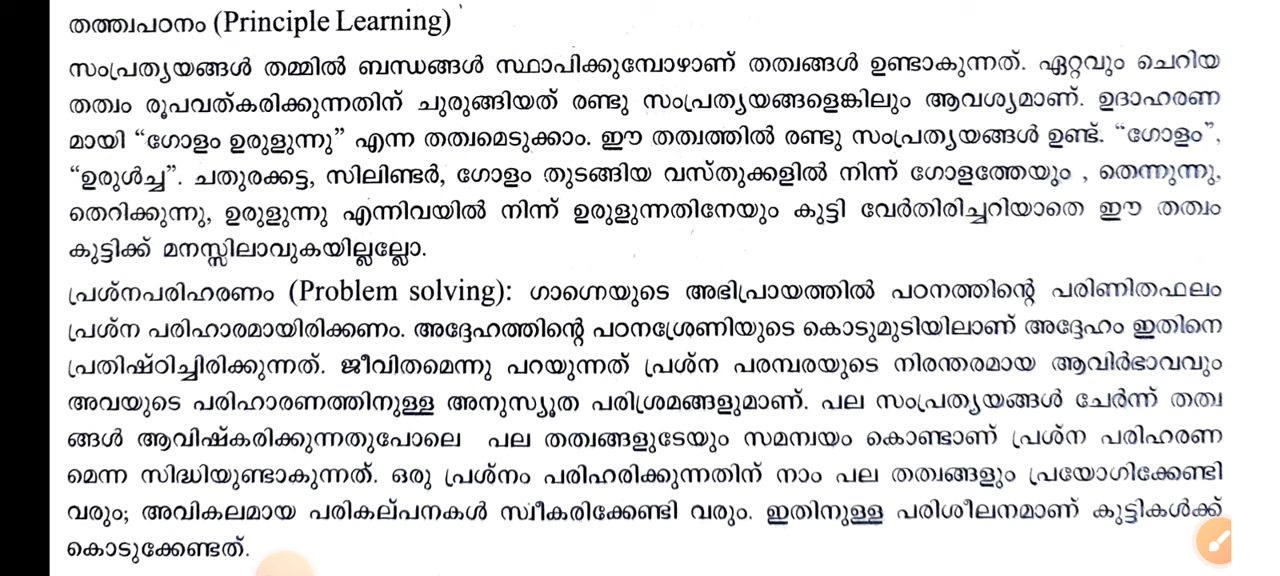 തത്ത്വപഠനം (Principle Learning)
സംപ്രത്യയങ്ങൾ തമ്മിൽ ബന്ധങ്ങൾ സ്ഥാപിക്കുമ്പോഴാണ് തത്വങ്ങൾ ഉണ്ടാകുന്നത്. ഏറ്റവും ചെറിയ
തത്വം രൂപവത്കരിക്കുന്നതിന് ചുരുങ്ങിയത് രണ്ടു സംപ്രത്യയങ്ങളെങ്കിലും ആവശ്യമാണ്. ഉദാഹരണ
മായി “ഗോളം ഉരുളുന്നു” എന്ന തത്വമെടുക്കാം. ഈ തത്വത്തിൽ രണ്ടു സംപ്രത്യയങ്ങൾ ഉണ്ട്. “ഗോളം”,
“ഉരുൾച്ച”. ചതുരക്കട്ട, സിലിണ്ടർ, ഗോളം തുടങ്ങിയ വസ്തുക്കളിൽ നിന്ന് ഗോളത്തേയും , തെന്നുന്നു,
തെറിക്കുന്നു, ഉരുളുന്നു എന്നിവയിൽ നിന്ന് ഉരുളുന്നതിനേയും കുട്ടി വേർതിരിച്ചറിയാതെ ഈ തത്വം
കുട്ടിക്ക് മനസ്സിലാവുകയില്ലല്ലോ.
പ്രശ്നപരിഹരണം (Problem solving): ഗാഗ്നെയുടെ അഭിപ്രായത്തിൽ പഠനത്തിന്റെ പരിണിതഫലം
പ്രശ്ന പരിഹാരമായിരിക്കണം. അദ്ദേഹത്തിന്റെ പഠനശ്രേണിയുടെ കൊടുമുടിയിലാണ് അദ്ദേഹം ഇതിനെ
പ്രതിഷ്ഠിച്ചിരിക്കുന്നത്. ജീവിതമെന്നു പറയുന്നത് പ്രശ്ന പരമ്പരയുടെ നിരന്തരമായ ആവിർഭാവവും
അവയുടെ പരിഹാരണത്തിനുള്ള അനുസ്യൂത പരിശ്രമങ്ങളുമാണ്. പല സംപ്രത്യയങ്ങൾ ചേർന്ന് തത്വ
ങ്ങൾ ആവിഷ്കരിക്കുന്നതുപോലെ പല തത്വങ്ങളുടേയും സമന്വയം കൊണ്ടാണ് പ്രശ്ന പരിഹരണ
മെന്ന സിദ്ധിയുണ്ടാകുന്നത്. ഒരു പ്രശ്നം പരിഹരിക്കുന്നതിന് നാം പല തത്വങ്ങളും പ്രയോഗിക്കേണ്ടി
വരും; അവികലമായ പരികല്പനകൾ സ്വീകരിക്കേണ്ടി വരും. ഇതിനുള്ള പരിശീലനമാണ് കുട്ടികൾക്ക്
കൊടുക്കേണ്ടത്.